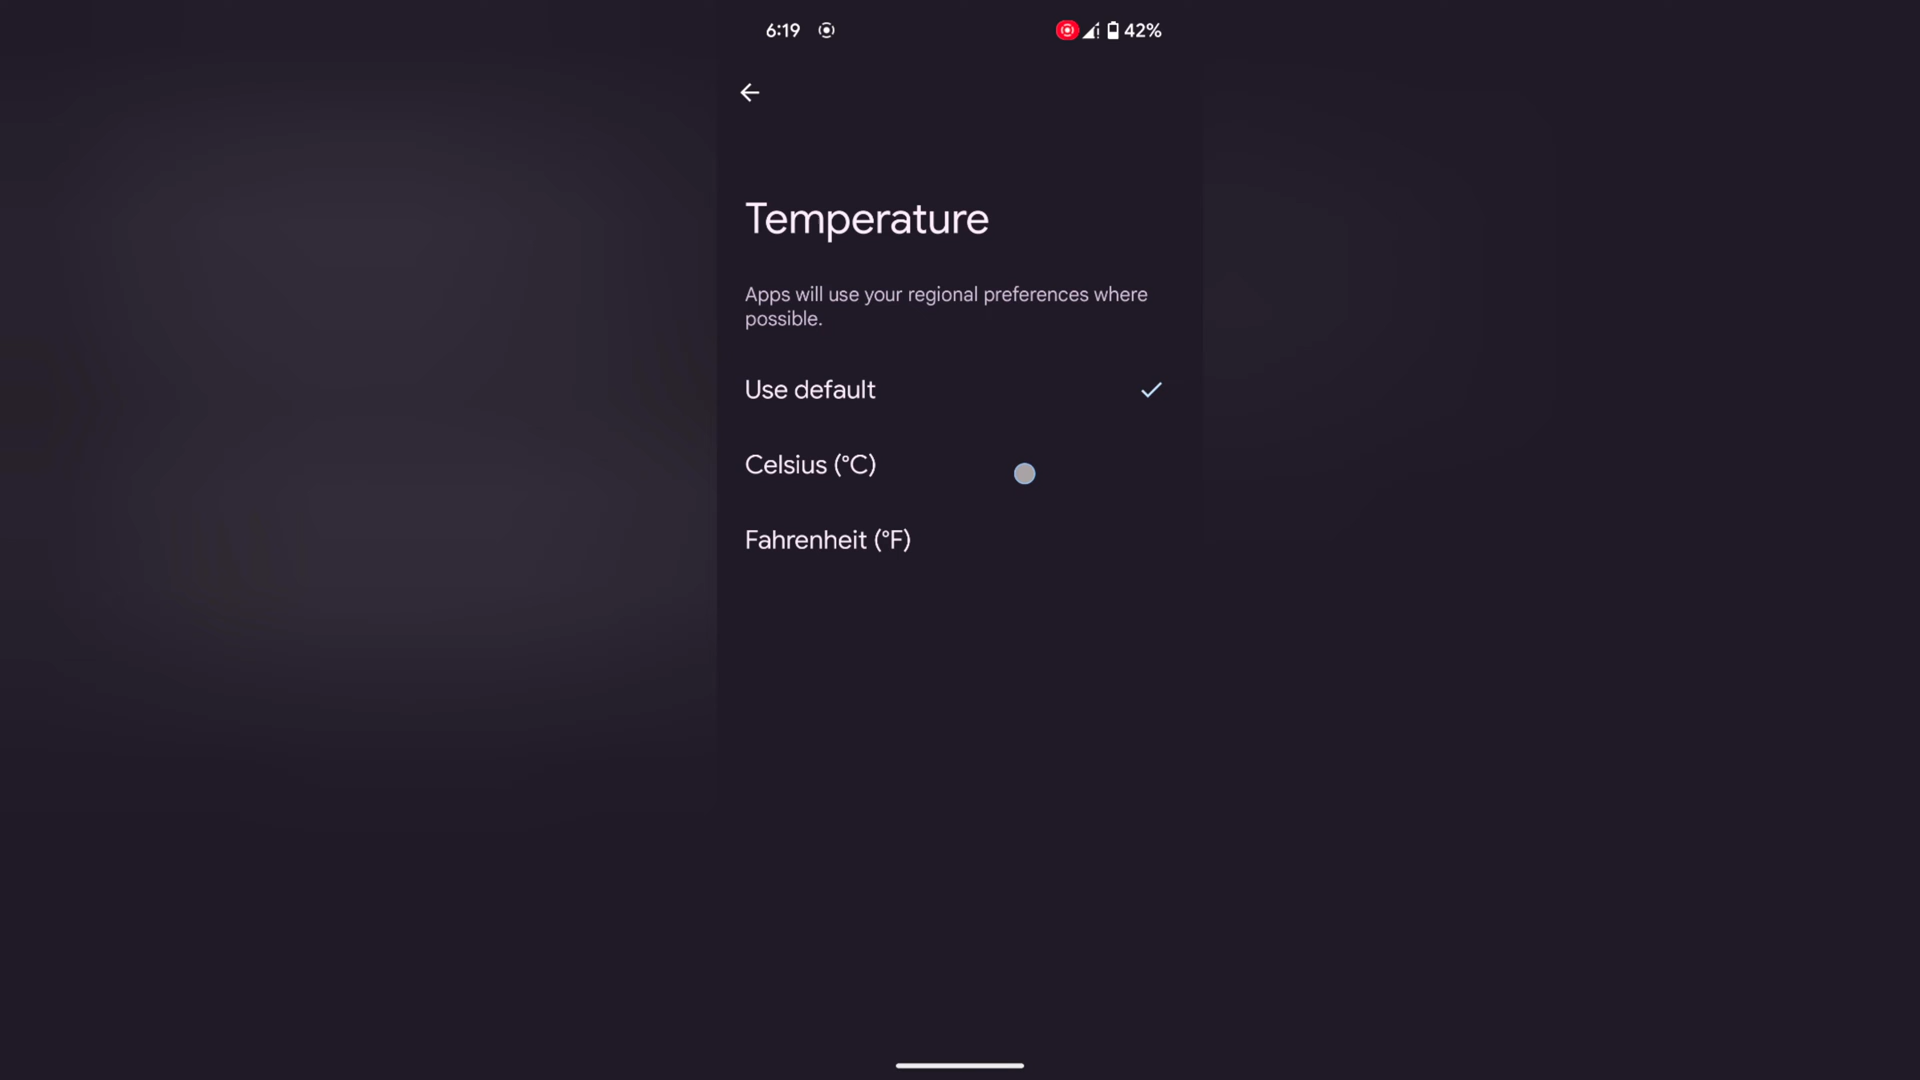 6:19
42%
Temperature
Apps will use your regional preferences where
possible.
Use default
Celsius (°C)
Fahrenheit (°F)